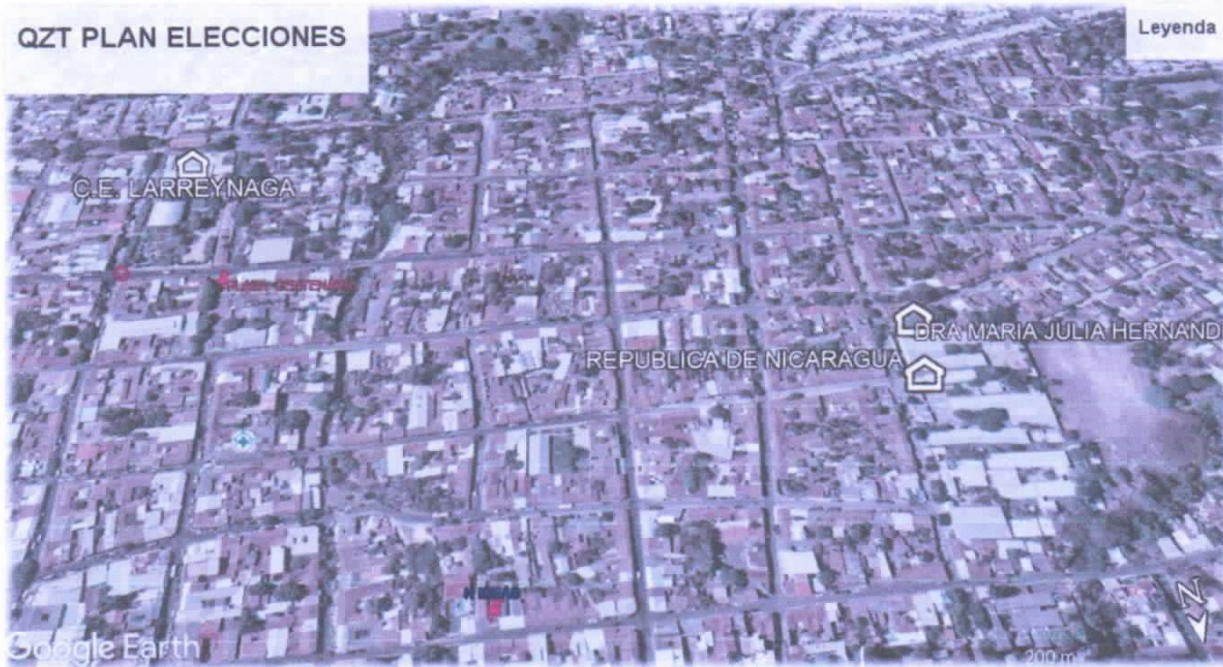 QZT PLAN ELECCIONES
Leyenda
C.E. LARREYNAGA
DRA MARIA JULIA HERNAND
REPUBLICA DE NICARAGUA
N
Google Earth
200 m